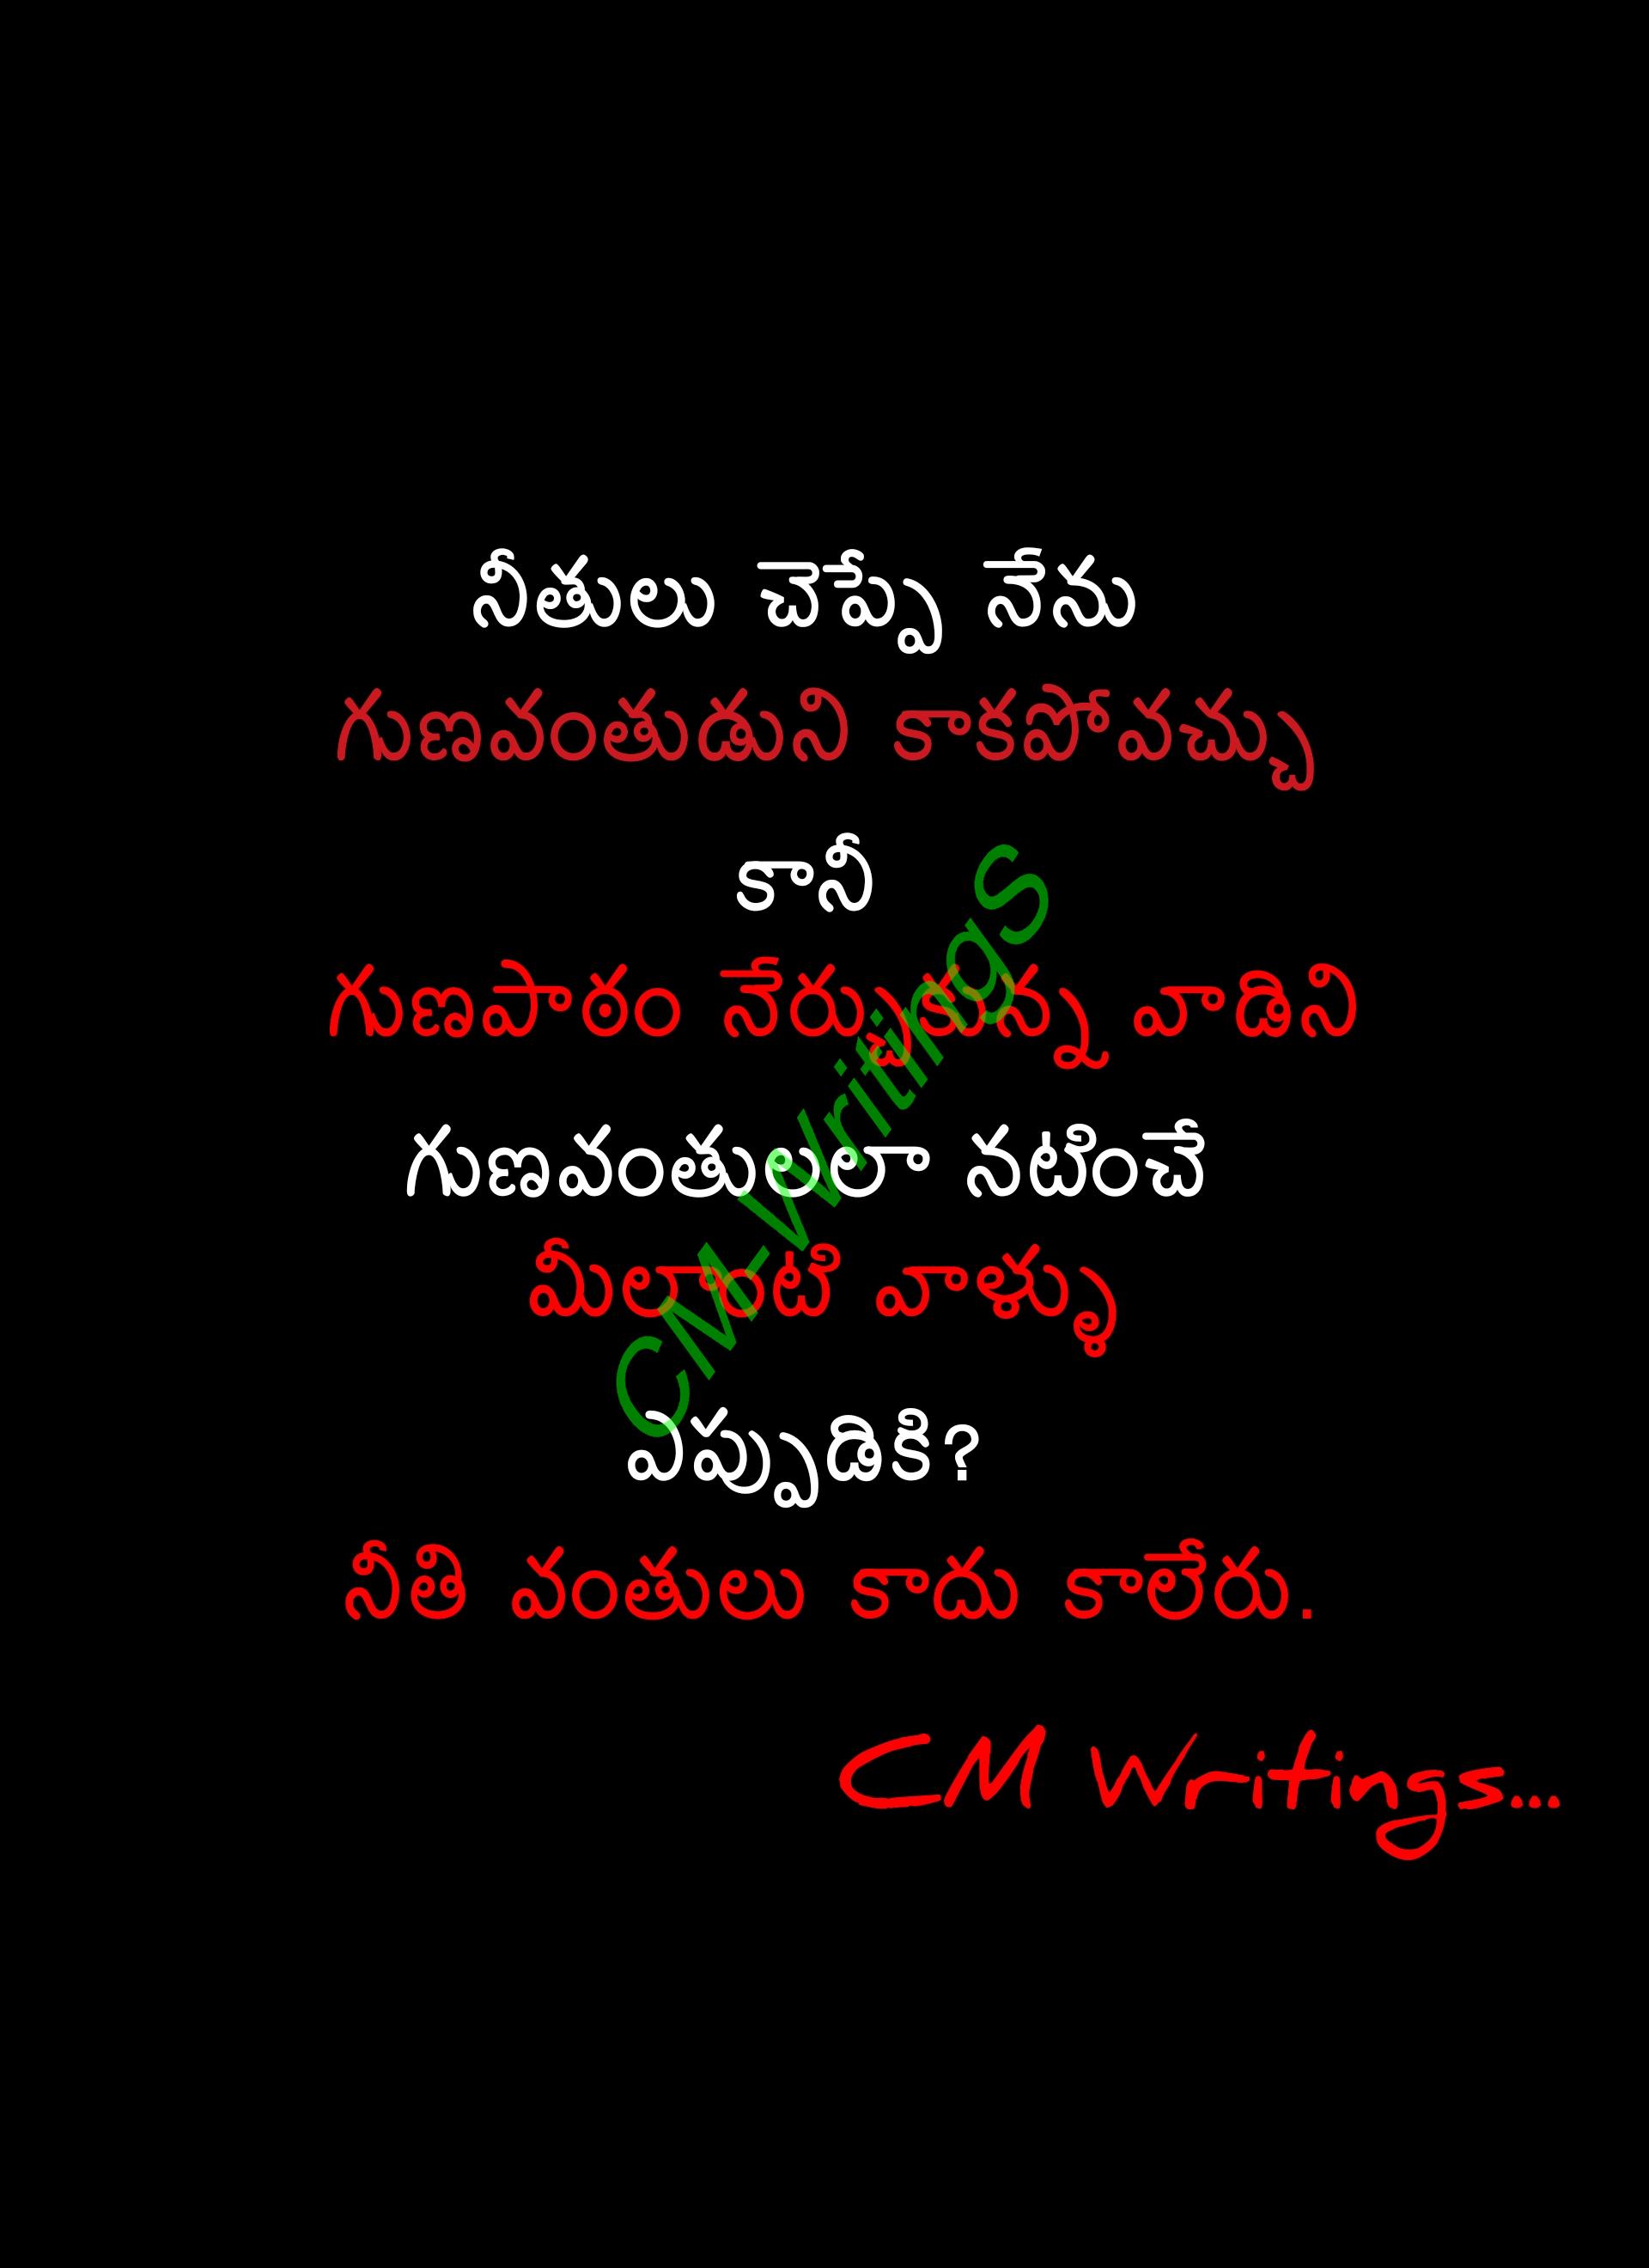 నీతులు చెప్పే నేను
గుణవంతుడుని కాకపోవచ్చు
కానీ
గుణపాఠం నేర్చుకున్న వాడిని
గుణవంతులలా నటించే
మీలాంటి వాళ్ళు
ఎప్పుడికి?
నీతి వంతులు కాదు కాలేరు.
CM Writings
CM Writings...